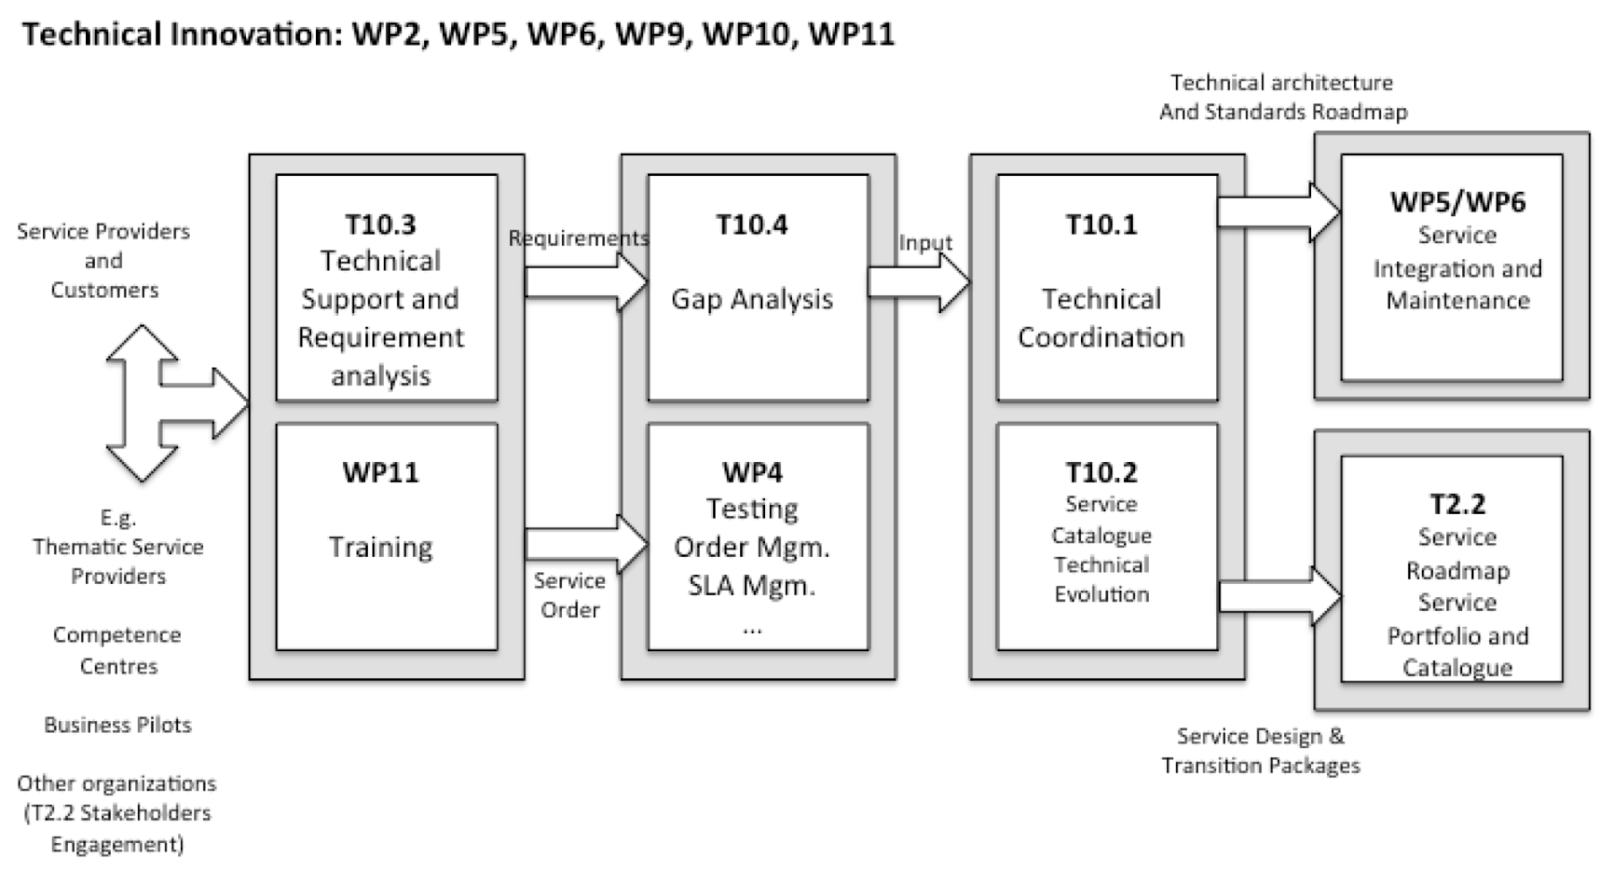 Technical Innovation: WP2, WP5, WP6, WP9, WP10, WP11
Technical architecture
And Standards Roadmap
Service Providers
and
Customers
E.g.
Thematic Service
Providers
Competence
Centres
Business Pilots
Other organizations
(T2.2 Stakeholders
Engagement)
T10.3
Technical
Support and
Requirement
analysis
WP11
Training
Requirements
Service
Order
T10.4
Gap Analysis
WP4
Testing
Order Mgm.
SLA Mgm.
...
Input
T10.1
Technical
Coordination
T10.2
Service
Catalogue
Technical
Evolution
WP5/WP6
Service
Integration and
Maintenance
T2.2
Service
Roadmap
Service
Portfolio and
Catalogue
Service Design &
Transition Packages